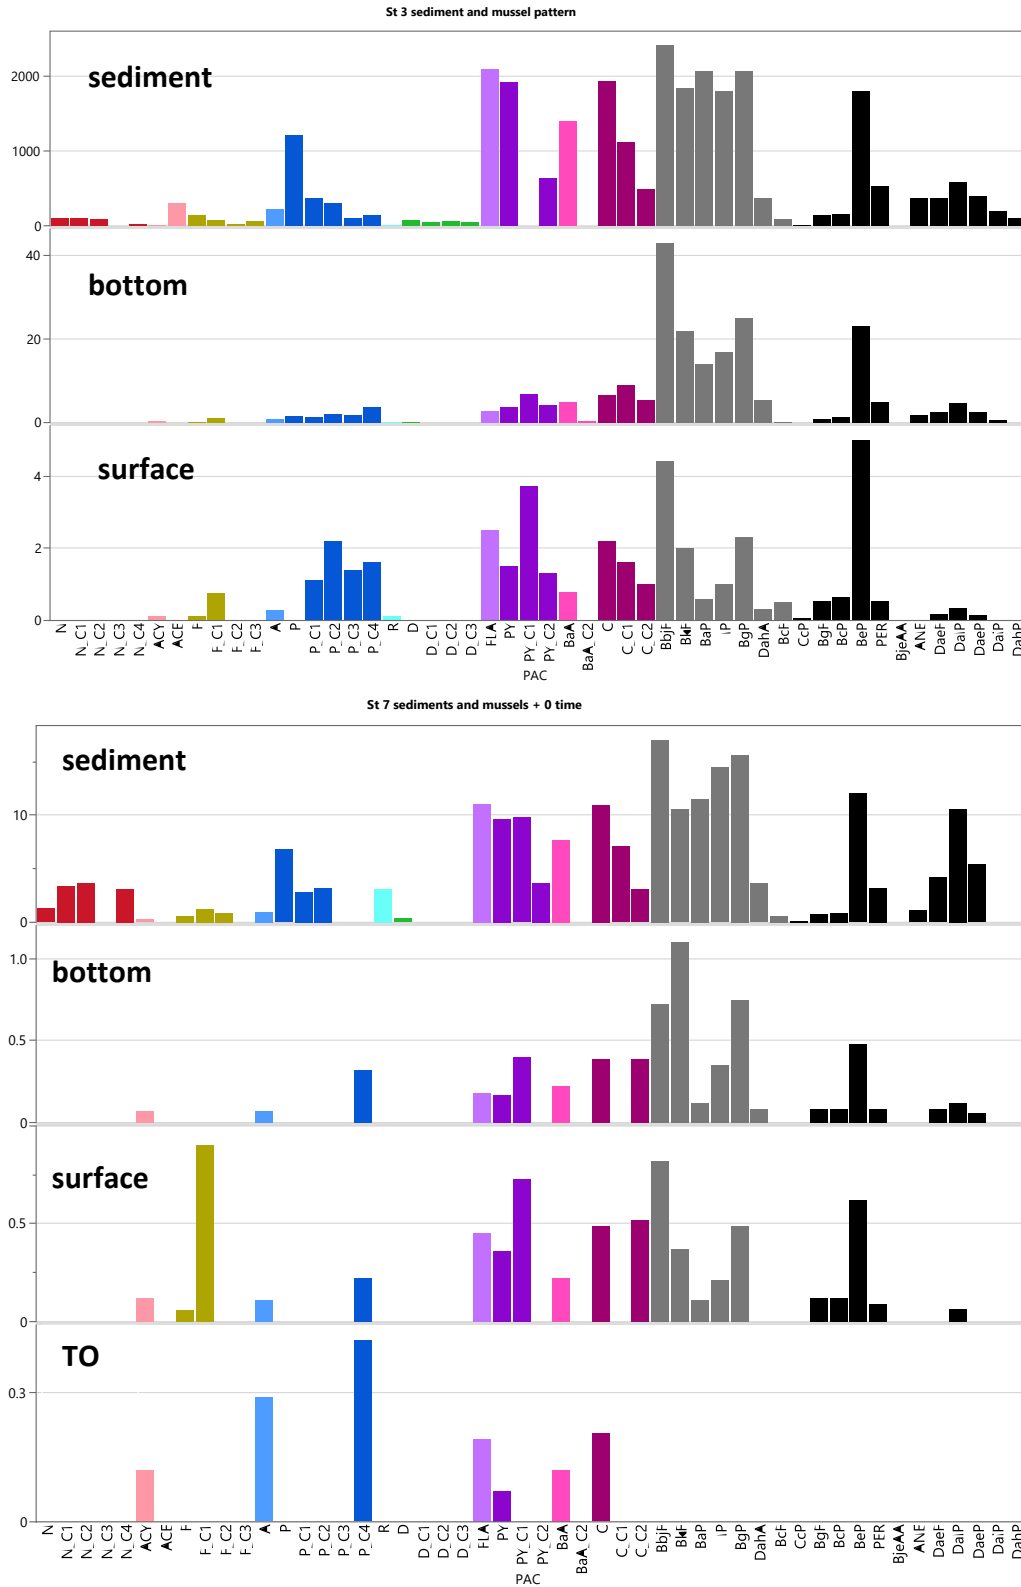 St 3 sediment and mussel pattern
sediment
2000
1000
0
bottom
40
20
0
surface
4
2
0
N N_C1 N_C2 N_C3 N_C4 ACY ACE F F_C1 F_C2 F_C3 A P P_C1 P_C2 P_C3 P_C4 R D D_C1 D_C2 D_C3 FLA PY PY_C1 PY_C2 BaA BaA_C2 C C_C1 C_C2 BbjF BkF BaP IP BgP DahA BcF CcP BgF BcP BeP PER BjeAA ANE DaeF DaiP DaeP DaiP DahP
PAC
St 7 sediments and mussels + 0 time
sediment
10
0
bottom
1.0
0.5
0
surface
0.5
0
TO
0.3
0
N N_C1 N_C2 N_C3 N_C4 ACY ACE F F_C1 F_C2 F_C3 A P P_C1 P_C2 P_C3 P_C4 R D D_C1 D_C2 D_C3 FLA PY PY_C1 PY_C2 BaA BaA_C2 C C_C1 C_C2 BbjF BkF BaP IP BgP DahA BcF CcP BgF BcP BeP PER BjeAA ANE DaeF DaiP DaeP DaiP DahP
PAC